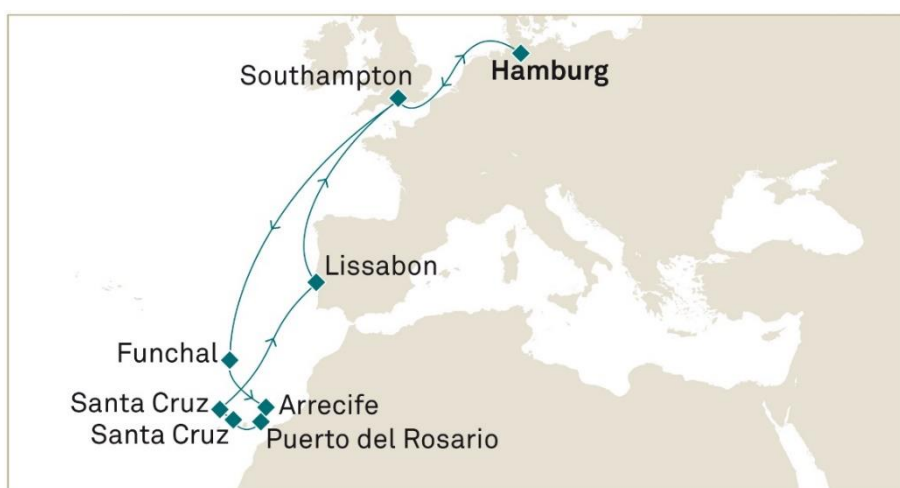 Southampton
Hamburg
Lissabon
Funchal
Santa Cruz
Arrecife
Santa Cruz
Puerto del Rosario